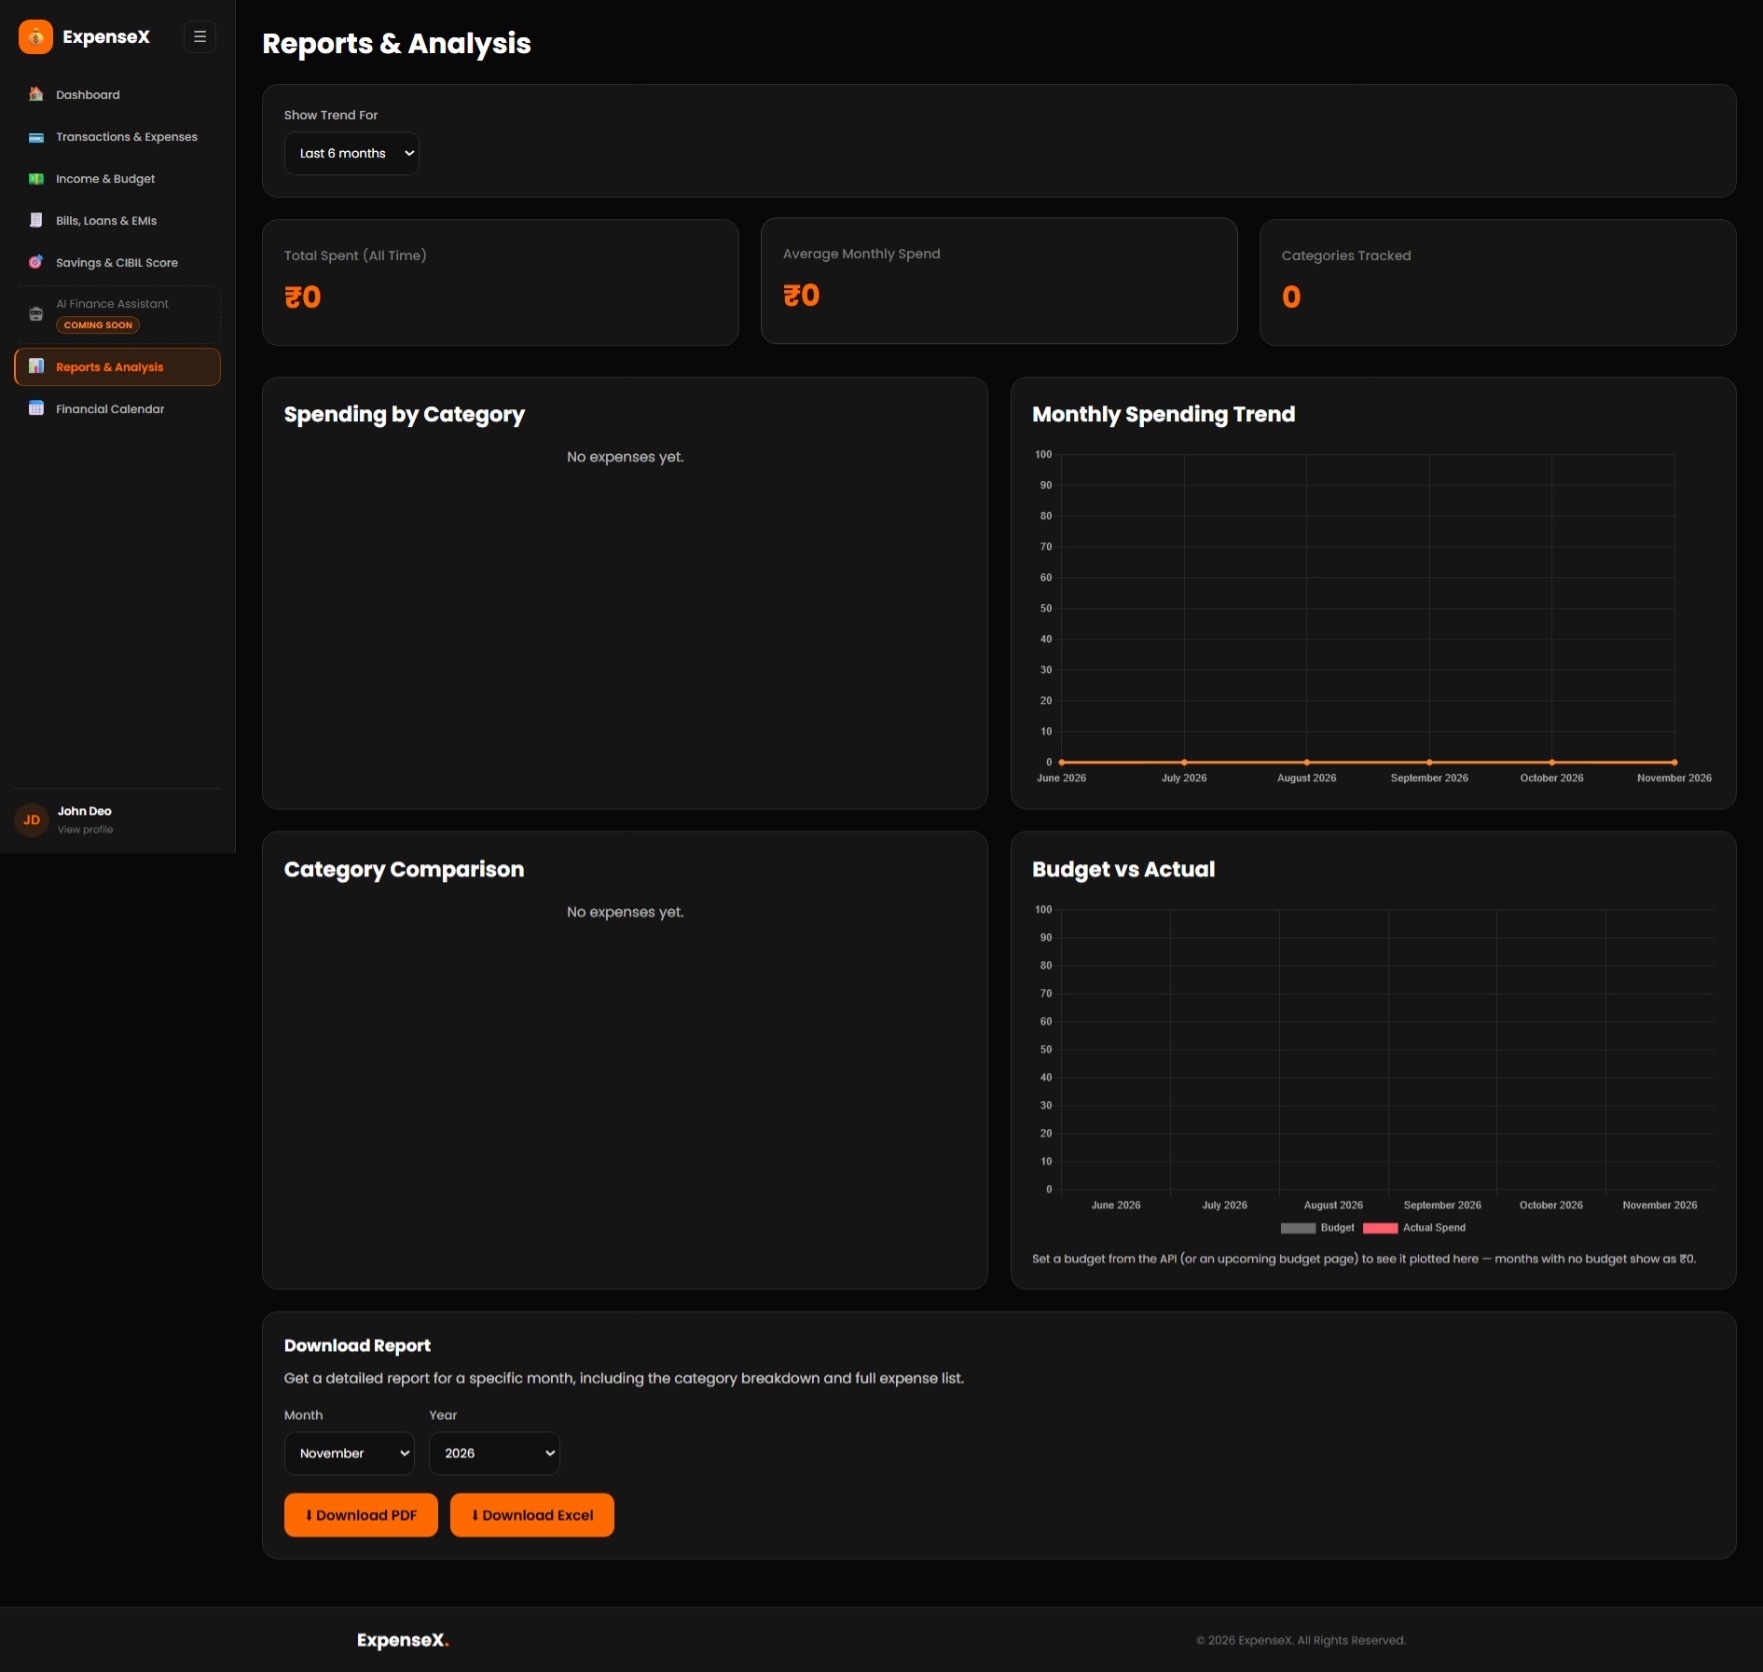 ExpenseX
Dashboard
Transactions & Expenses
Income & Budget
Bills, Loans & EMIs
Savings & CIBIL Score
AI Finance Assistant
COMING SOON
Reports & Analysis
Financial Calendar
JD
John Deo
View profile
Reports & Analysis
Show Trend For
Last 6 months
Total Spent (All Time)
₹0
Average Monthly Spend
₹0
Categories Tracked
0
Spending by Category
No expenses yet.
Monthly Spending Trend
100
90
80
70
60
50
40
30
20
10
0
June 2026 July 2026 August 2026 September 2026 October 2026 November 2026
Category Comparison
No expenses yet.
Budget vs Actual
100
90
80
70
60
50
40
30
20
10
0
June 2026 July 2026 August 2026 September 2026 October 2026 November 2026
Budget Actual Spend
Set a budget from the API (or an upcoming budget page) to see it plotted here — months with no budget show as ₹0.
Download Report
Get a detailed report for a specific month, including the category breakdown and full expense list.
Month Year
November 2026
⬇ Download PDF ⬇ Download Excel
ExpenseX.
© 2026 ExpenseX. All Rights Reserved.